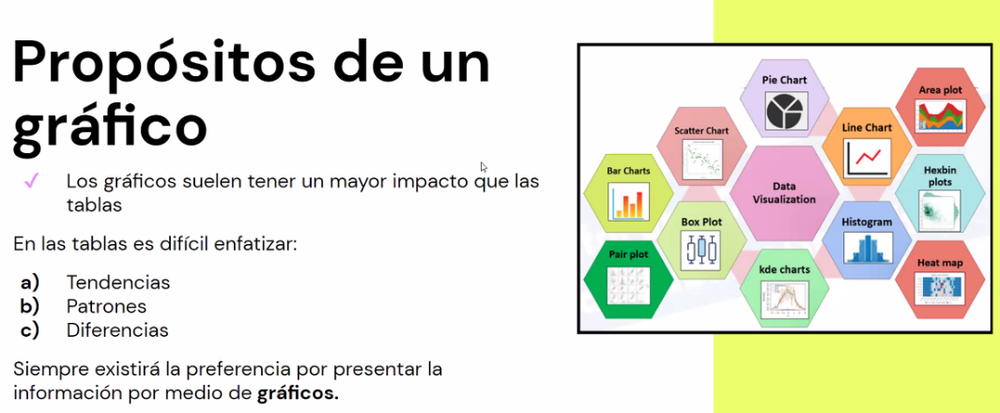 Propósitos de un
gráfico
✓ Los gráficos suelen tener un mayor impacto que las
tablas
En las tablas es difícil enfatizar:
a) Tendencias
b) Patrones
c) Diferencias
Siempre existirá la preferencia por presentar la
información por medio de gráficos.
Pie Chart
Area plot
Scatter Chart
Line Chart
Bar Charts
Data
Visualization
Hexbin
plots
Box Plot
Histogram
Pair plot
kde charts
Heat map